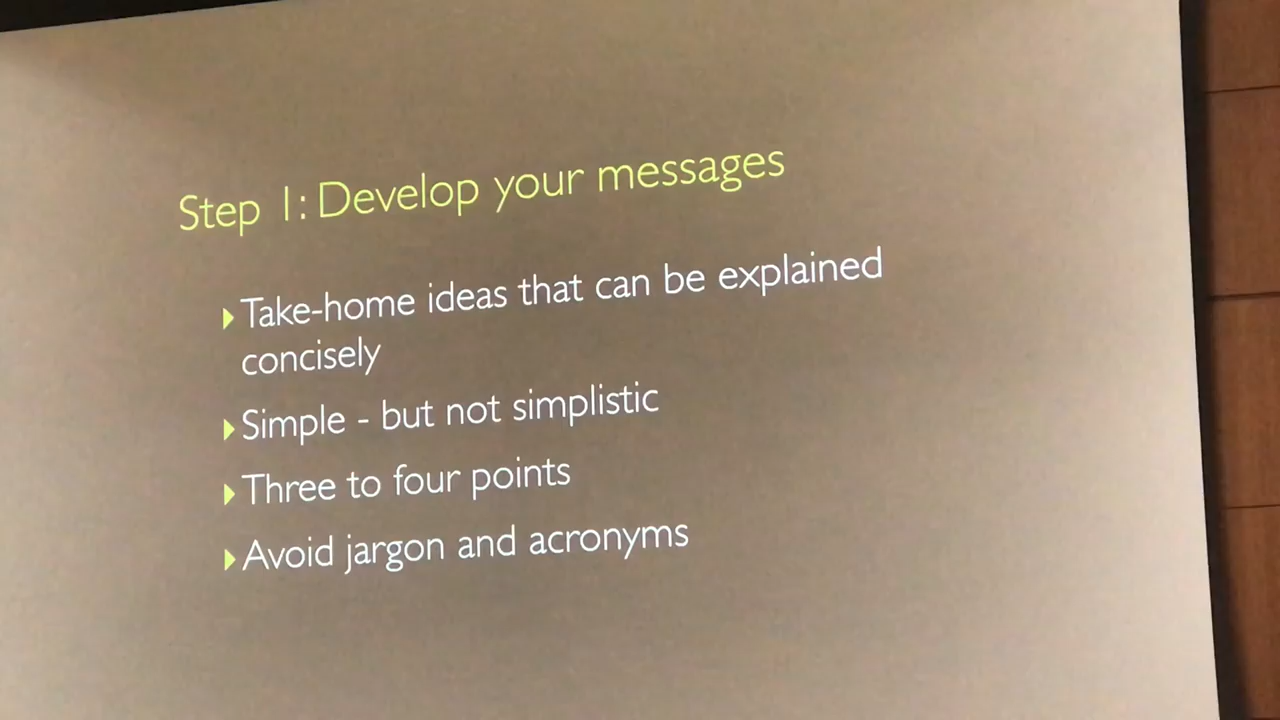 Step 1: Develop your messages
Take-home ideas that can be explained
concisely
Simple - but not simplistic
Three to four points
Avoid jargon and acronyms